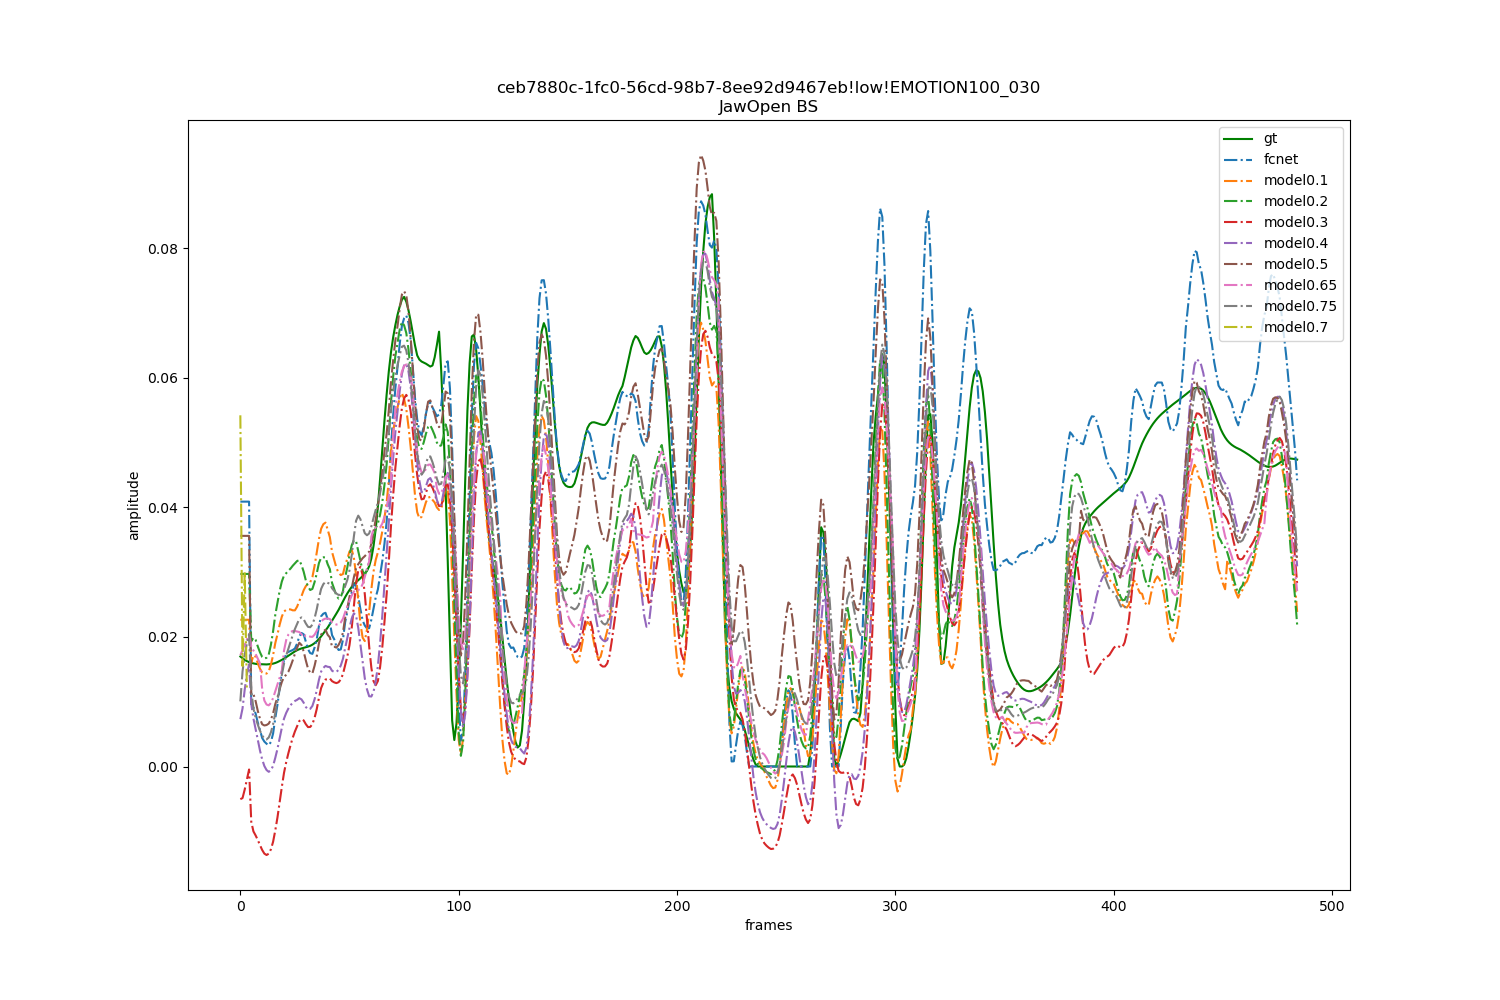 ceb7880c-1fc0-56cd-98b7-8ee92d9467eb!low!EMOTION100_030
JawOpen BS
gt
fcnet
model0.1
model0.2
model0.3
model0.4
model0.5
model0.65
model0.75
model0.7
0.08
0.06
0.04
0.02
0.00
amplitude
0
100
200
300
400
500
frames